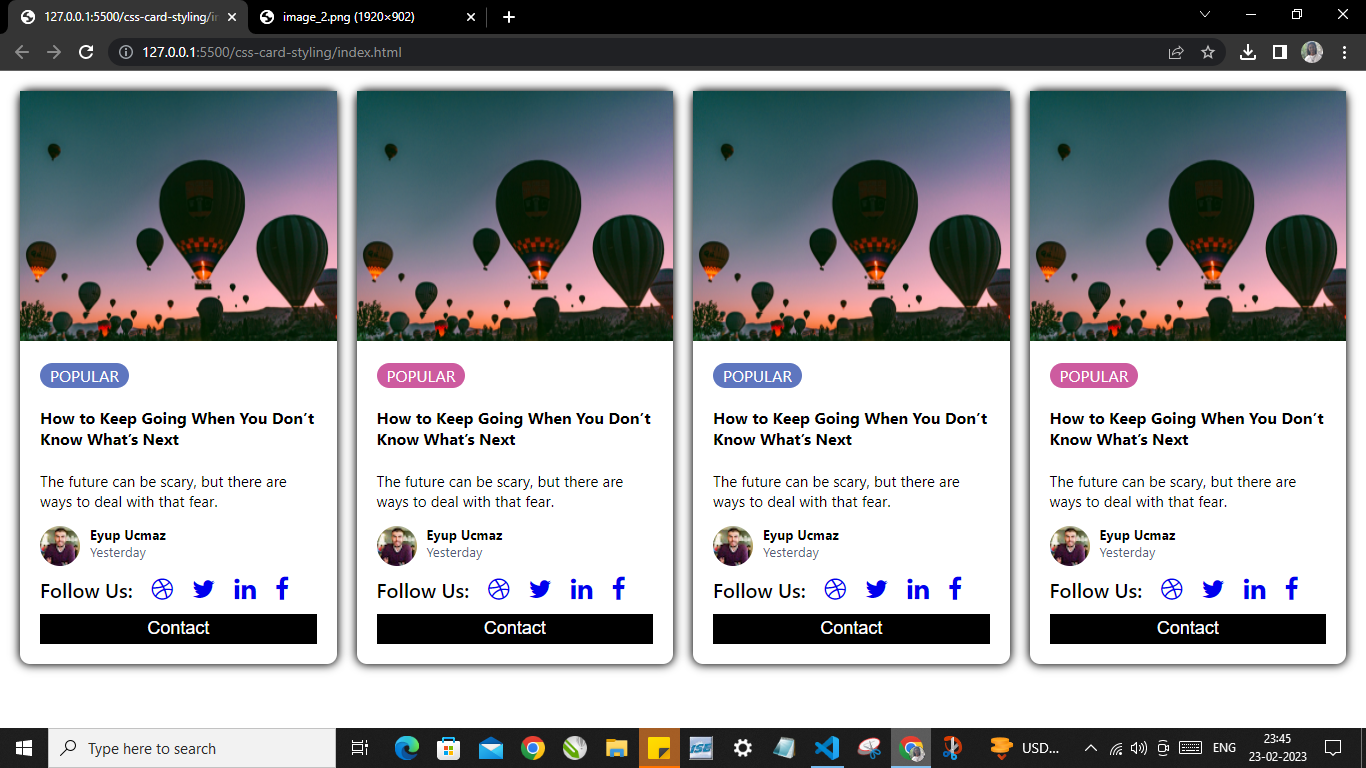 127.0.0.1:5500/css-card-styling/in
image_2.png (1920×902)
127.0.0.1:5500/css-card-styling/index.html
POPULAR
How to Keep Going When You Don’t
Know What’s Next
The future can be scary, but there are
ways to deal with that fear.
Eyup Ucmaz
Yesterday
Follow Us:
Contact
POPULAR
How to Keep Going When You Don’t
Know What’s Next
The future can be scary, but there are
ways to deal with that fear.
Eyup Ucmaz
Yesterday
Follow Us:
Contact
POPULAR
How to Keep Going When You Don’t
Know What’s Next
The future can be scary, but there are
ways to deal with that fear.
Eyup Ucmaz
Yesterday
Follow Us:
Contact
POPULAR
How to Keep Going When You Don’t
Know What’s Next
The future can be scary, but there are
ways to deal with that fear.
Eyup Ucmaz
Yesterday
Follow Us:
Contact
Type here to search
ISE
USD...
ENG
23:45
23-02-2023